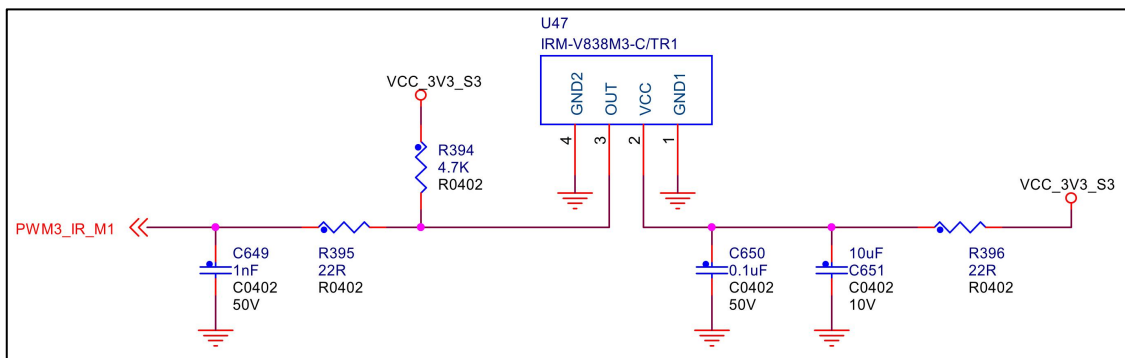 U47
IRM-V838M3-C/TR1
GND2
OUT
VCC
GND1
4
3
2
1
VCC_3V3_S3
R394
4.7K
R0402
VCC_3V3_S3
PWM3_IR_M1
C649
1nF
C0402
50V
R395
22R
R0402
C650
0.1uF
C0402
50V
10uF
C651
C0402
10V
R396
22R
R0402